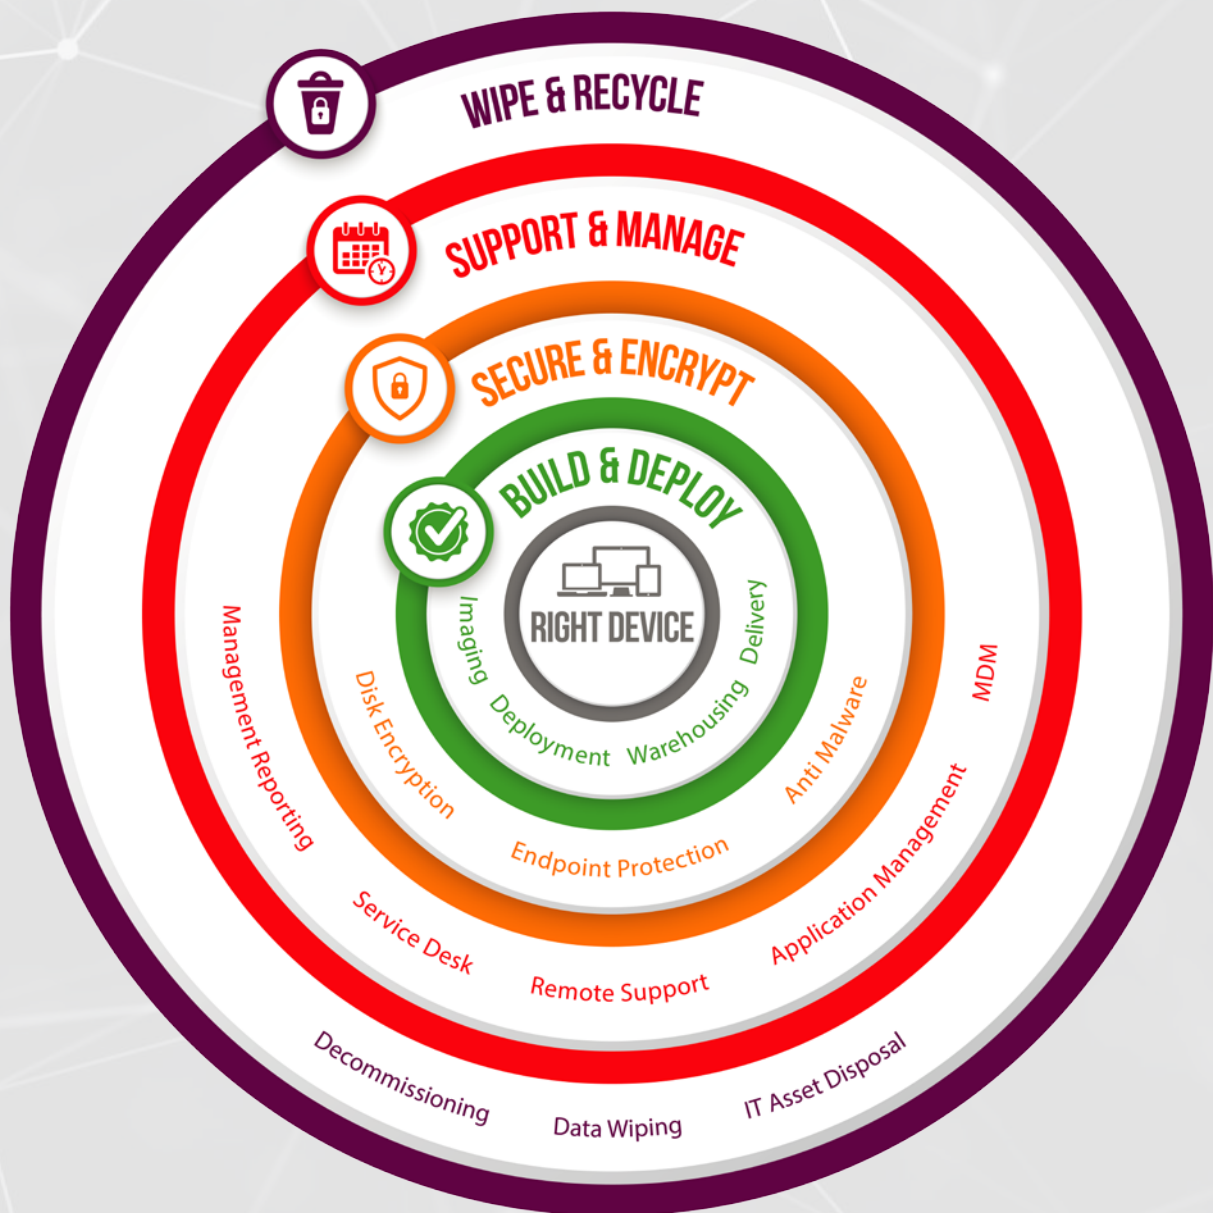 WIPE & RECYCLE
SUPPORT & MANAGE
SECURE & ENCRYPT
BUILD & DEPLOY
RIGHT DEVICE
Imaging
Deployment
Warehousing
Delivery
Disk Encryption
Endpoint Protection
Anti Malware
Management Reporting
Service Desk
Remote Support
Application Management
MDM
Decommissioning
Data Wiping
IT Asset Disposal